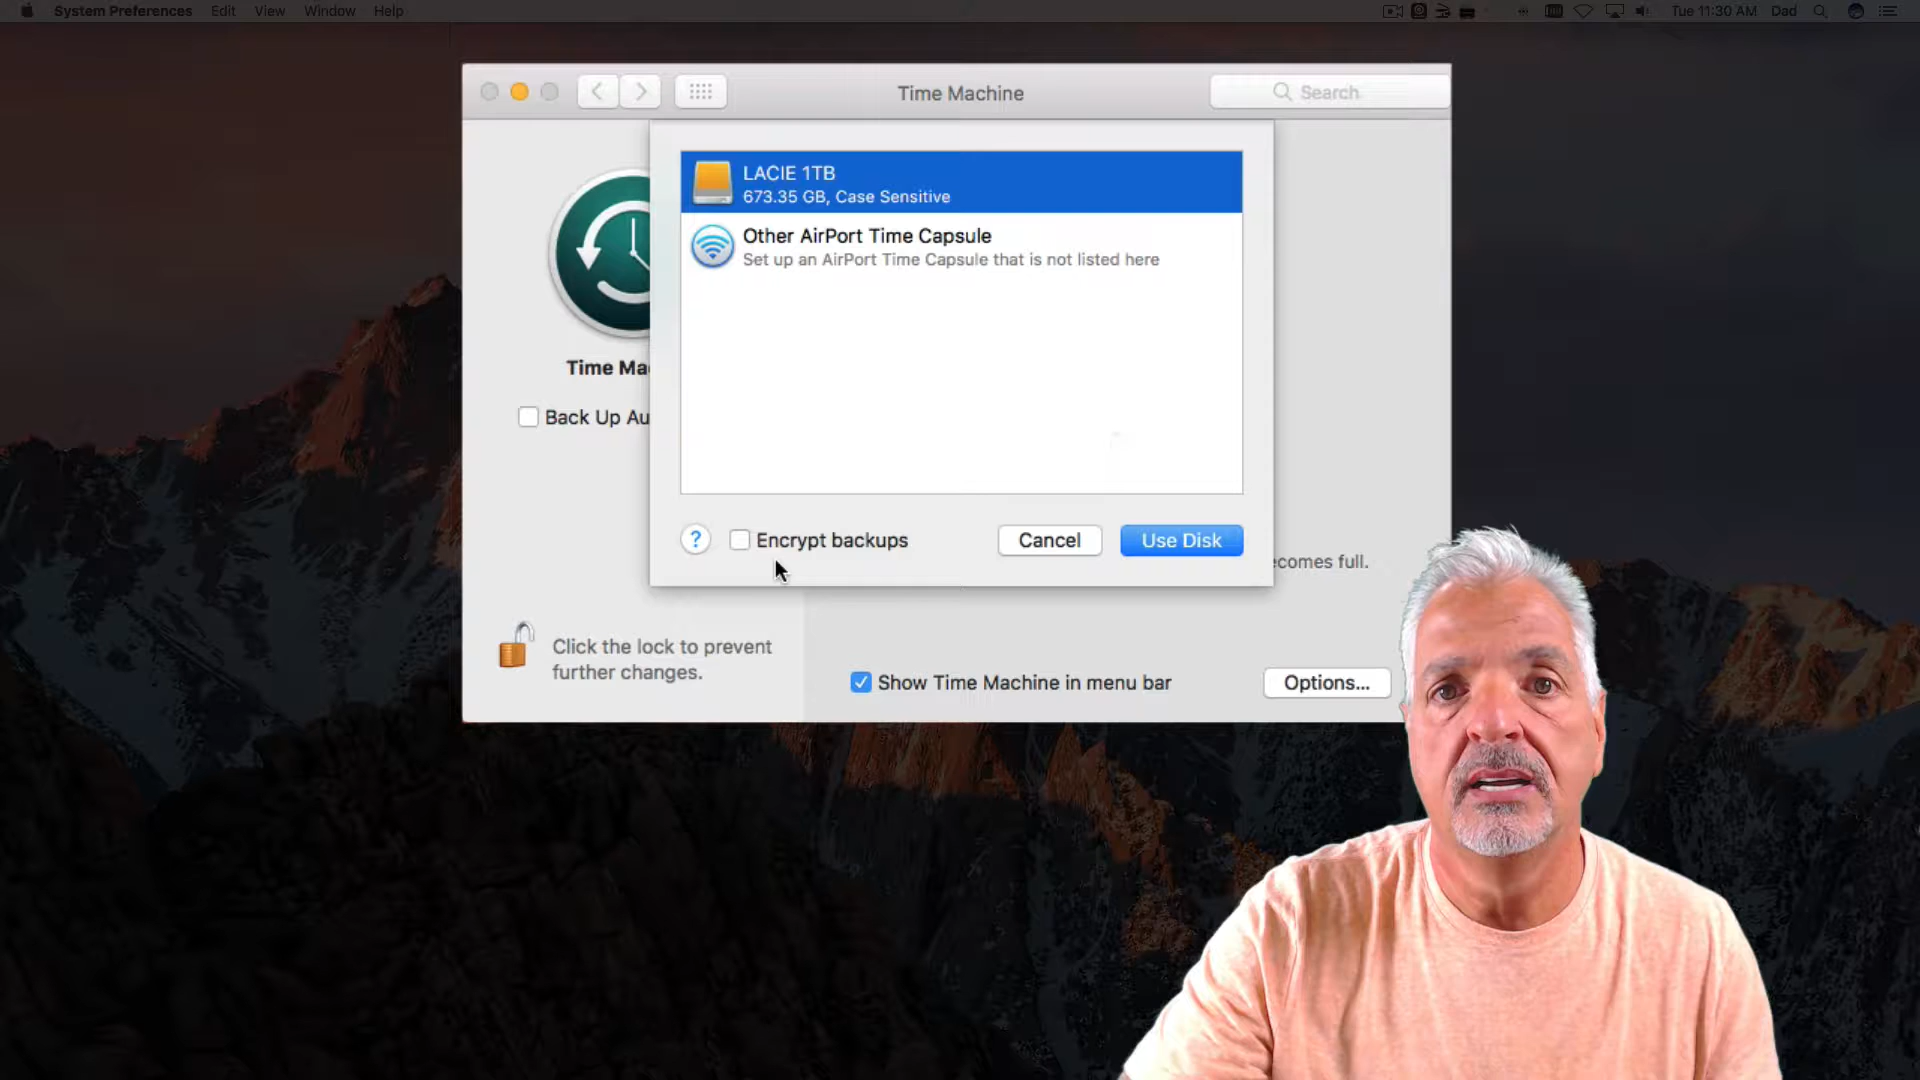 System Preferences Edit View Window Help
Tue 11:30 AM Dad
Time Machine
Search
LACIE 1TB
673.35 GB, Case Sensitive
Other AirPort Time Capsule
Set up an AirPort Time Capsule that is not listed here
Time Ma
Back Up Au
? Encrypt backups Cancel Use Disk
ecomes full.
Click the lock to prevent
further changes.
Show Time Machine in menu bar
Options...